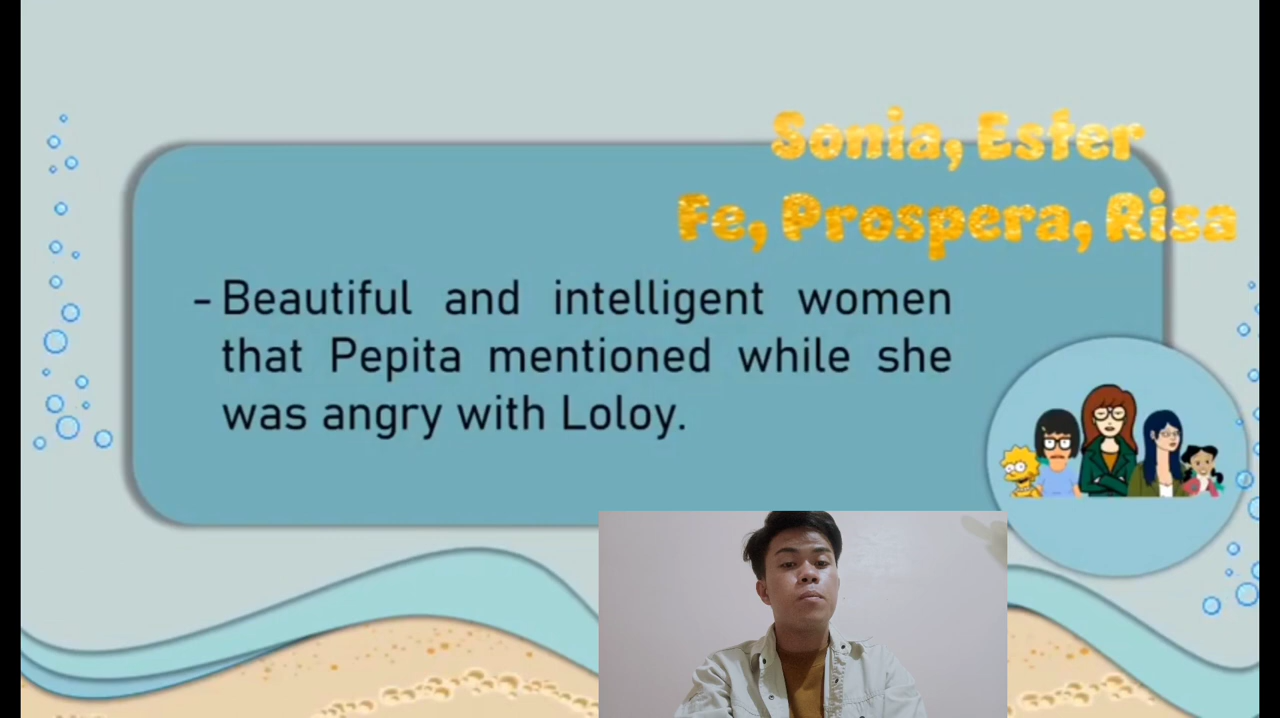 Sonia, Ester
Fe, Prospera, Risa
- Beautiful and intelligent women
that Pepita mentioned while she
was angry with Loloy.